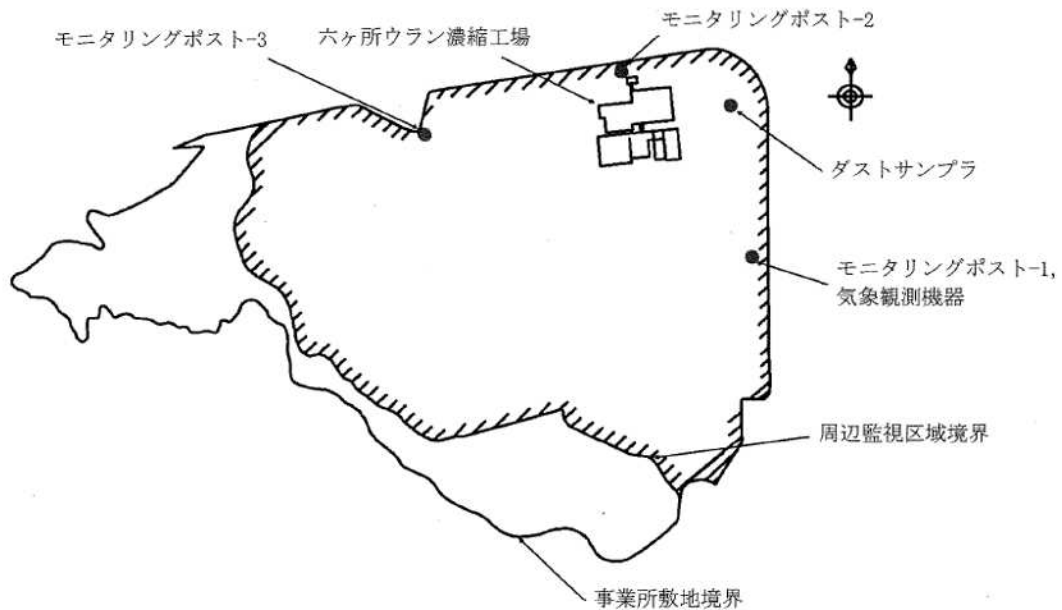 モニタリングポスト-3
六ヶ所ウラン濃縮工場
モニタリングポスト-2
ダストサンプラ
モニタリングポスト-1,
気象観測機器
周辺監視区域境界
事業所敷地境界